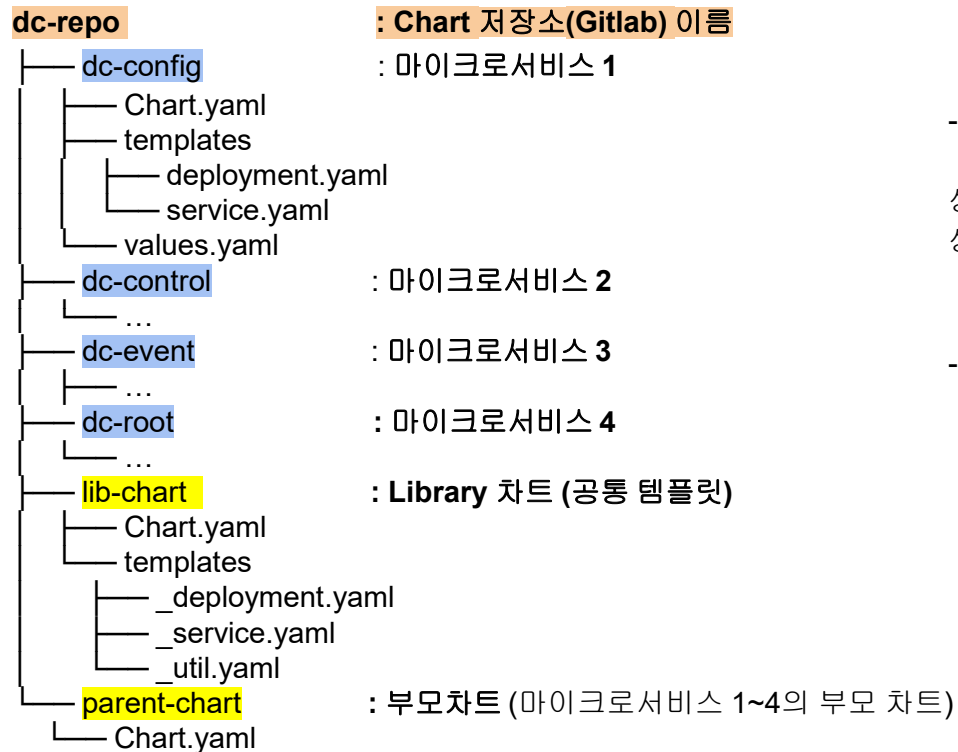 dc-repo : Chart 저장소(Gitlab) 이름
├── dc-config : 마이크로서비스 1
│ ├── Chart.yaml
│ ├── templates
│ │ ├── deployment.yaml
│ │ └── service.yaml
│ └── values.yaml
├── dc-control : 마이크로서비스 2
│ └── …
├── dc-event : 마이크로서비스 3
│ ├── …
├── dc-root : 마이크로서비스 4
│ └── …
├── lib-chart : Library 차트 (공통 템플릿)
│ ├── Chart.yaml
│ └── templates
│ ├── _deployment.yaml
│ ├── _service.yaml
│ └── _util.yaml
└── parent-chart : 부모차트 (마이크로서비스 1~4의 부모 차트)
└── Chart.yaml